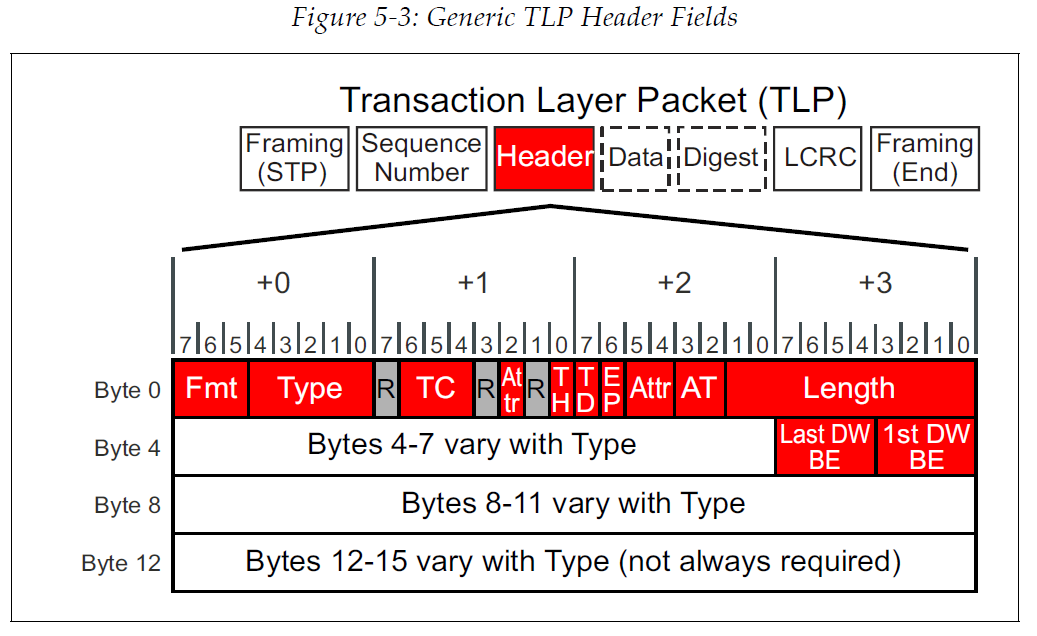 Figure 5-3: Generic TLP Header Fields
Transaction Layer Packet (TLP)
Framing (STP) Sequence Number Header Data Digest LCRC Framing (End)
+0 +1 +2 +3
7 6 5 4 3 2 1 0 7 6 5 4 3 2 1 0 7 6 5 4 3 2 1 0 7 6 5 4 3 2 1 0
Byte 0 Fmt Type R TC R Attr R TH TD EP Attr AT Length
Byte 4 Bytes 4-7 vary with Type Last DW BE 1st DW BE
Byte 8 Bytes 8-11 vary with Type
Byte 12 Bytes 12-15 vary with Type (not always required)